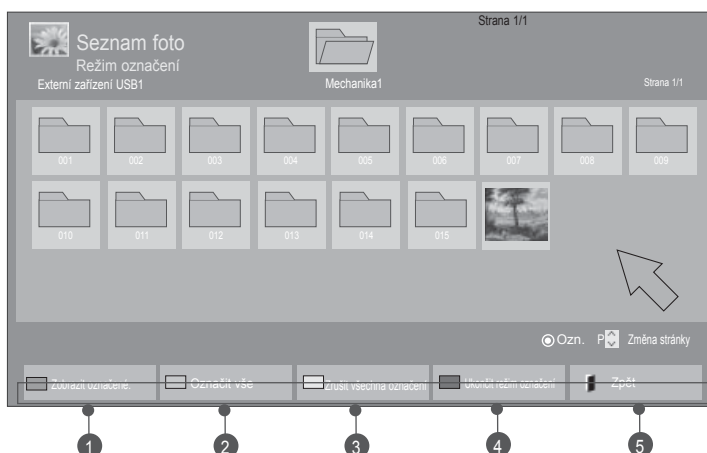 Strana 1/1
Seznam foto
Režim označení
Externí zařízení USB1
Mechanika1
Strana 1/1
001 002 003 004 005 006 007 008 009
010 011 012 013 014 015
Ozn. P Změna stránky
Zobrazit označené. Označit vše Zrušit všechna označení Ukončit režim označení Zpět
1 2 3 4 5